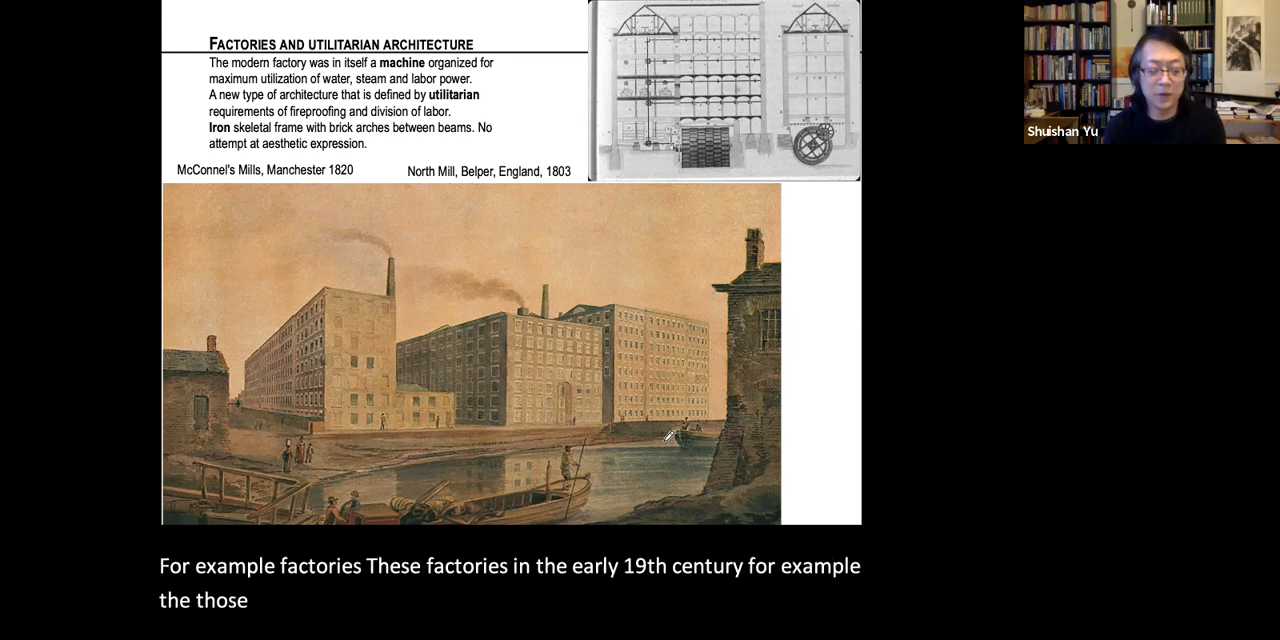 FACTORIES AND UTILITARIAN ARCHITECTURE
The modern factory was in itself a machine organized for
maximum utilization of water, steam and labor power.
A new type of architecture that is defined by utilitarian
requirements of fireproofing and division of labor.
Iron skeletal frame with brick arches between beams. No
attempt at aesthetic expression.
McConnel's Mills, Manchester 1820
North Mill, Belper, England, 1803
Shuishan Yu
For example factories These factories in the early 19th century for example
the those